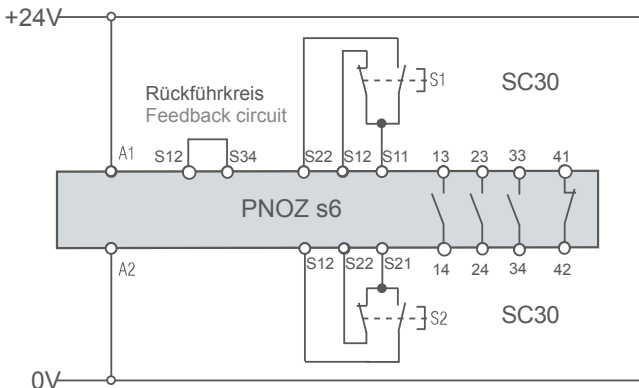 +24V
S1
SC30
Rückführkreis
Feedback circuit
A1
S12
S34
S22
S12
S11
13
23
33
41
PNOZ s6
A2
S12
S22
S21
14
24
34
42
S2
SC30
0V